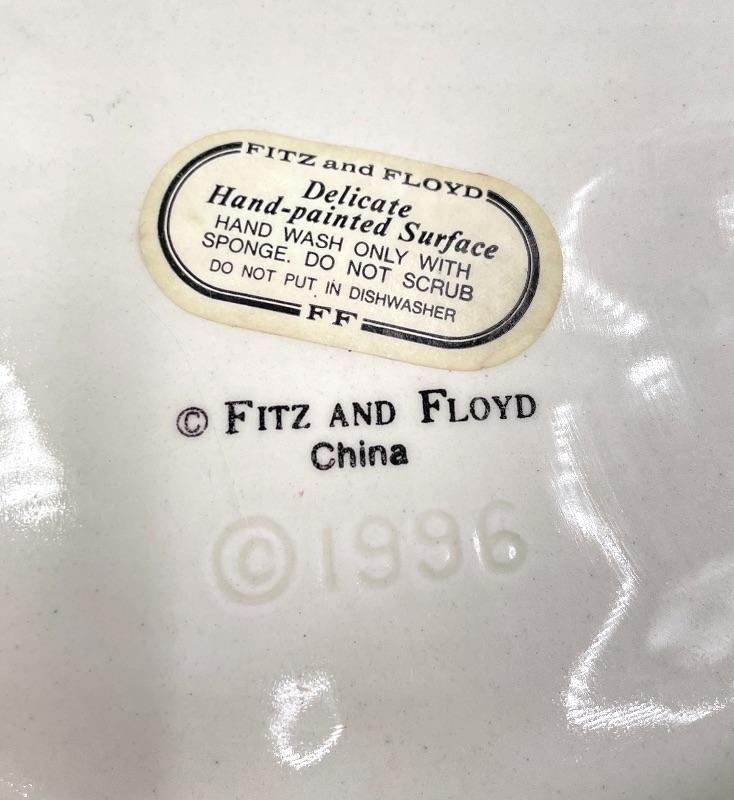 FITZ and FLOYD
Delicate
Hand-painted Surface
HAND WASH ONLY WITH
SPONGE. DO NOT SCRUB
DO NOT PUT IN DISHWASHER
FF
© FITZ AND FLOYD
China
©1996